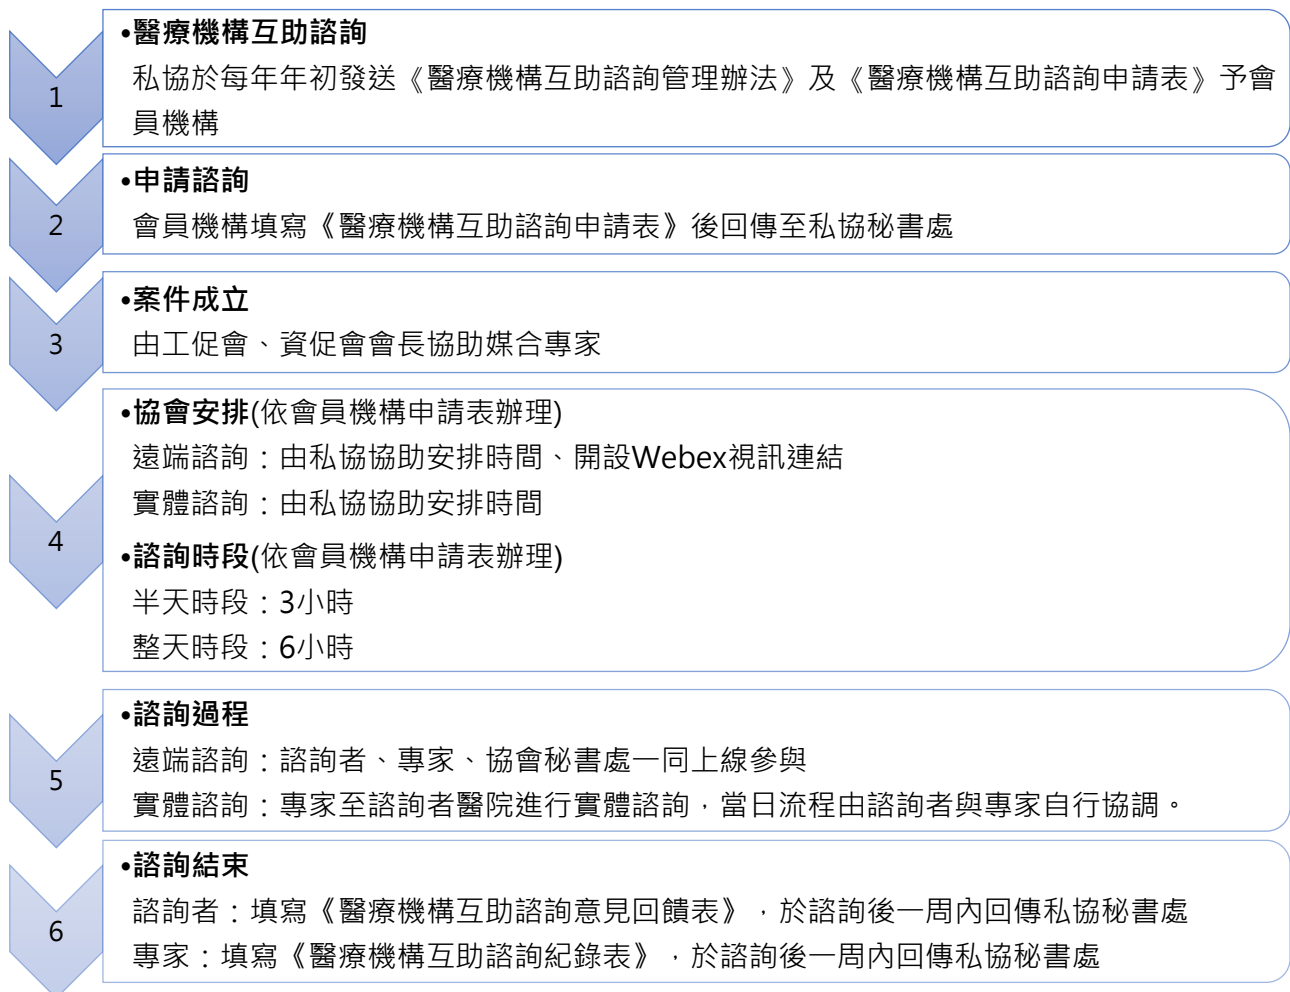 1
•醫療機構互助諮詢
私協於每年年初發送《醫療機構互助諮詢管理辦法》及《醫療機構互助諮詢申請表》予會
員機構
2
•申請諮詢
會員機構填寫《醫療機構互助諮詢申請表》後回傳至私協秘書處
3
•案件成立
由工促會、資促會會長協助媒合專家
4
•協會安排(依會員機構申請表辦理)
遠端諮詢：由私協協助安排時間、開設Webex視訊連結
實體諮詢：由私協協助安排時間
•諮詢時段(依會員機構申請表辦理)
半天時段：3小時
整天時段：6小時
5
•諮詢過程
遠端諮詢：諮詢者、專家、協會秘書處一同上線參與
實體諮詢：專家至諮詢者醫院進行實體諮詢，當日流程由諮詢者與專家自行協調。
6
•諮詢結束
諮詢者：填寫《醫療機構互助諮詢意見回饋表》，於諮詢後一周內回傳私協秘書處
專家：填寫《醫療機構互助諮詢紀錄表》，於諮詢後一周內回傳私協秘書處